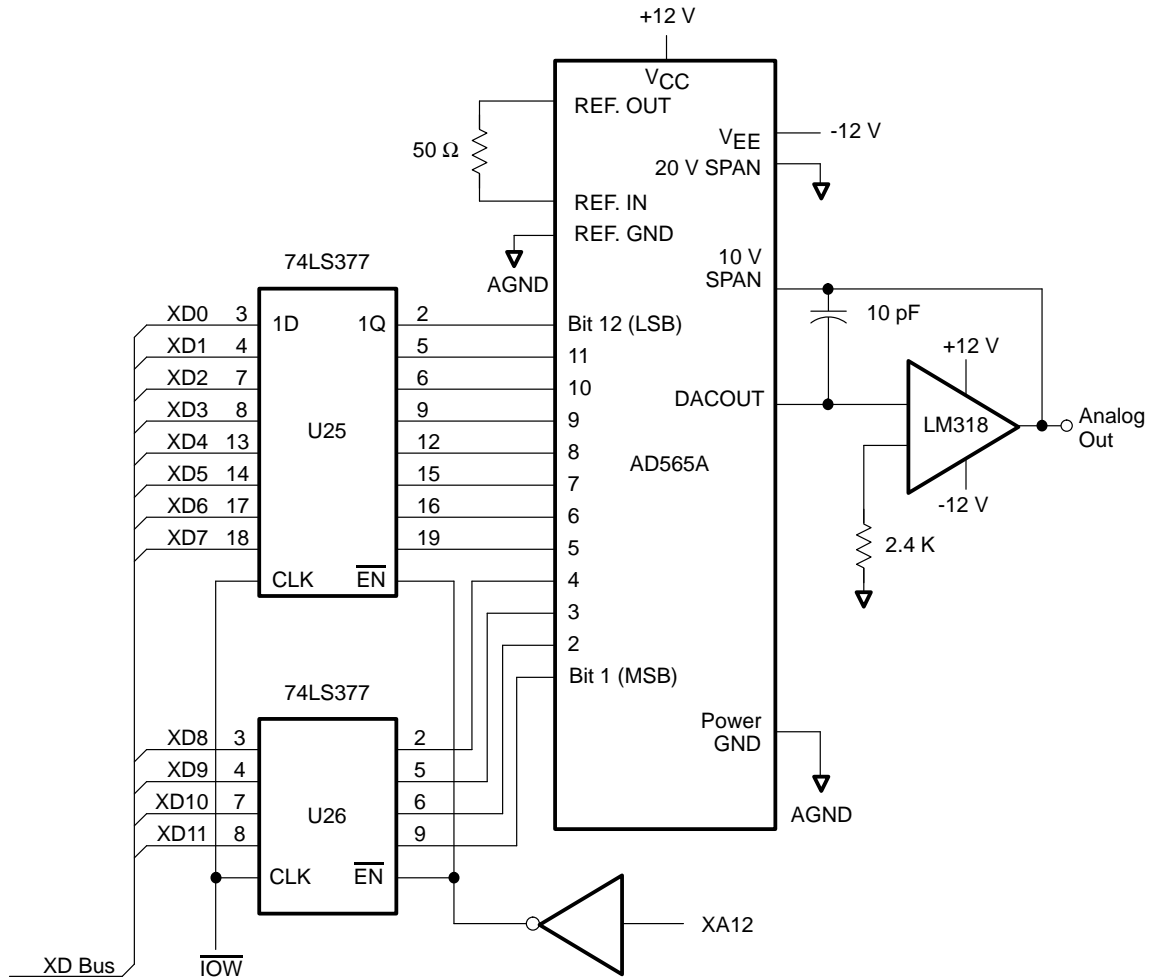 +12 V
VCC
REF. OUT
50 Ω
VEE
-12 V
20 V SPAN
REF. IN
REF. GND
AGND
10 V
SPAN
10 pF
74LS377
XD0 3 1D 1Q 2 Bit 12 (LSB)
XD1 4 5 11
XD2 7 6 10
XD3 8 9 9
XD4 13 12 8
XD5 14 15 7
XD6 17 16 6
XD7 18 19 5
U25
CLK EN
4
3
2
Bit 1 (MSB)
DACOUT
AD565A
+12 V
LM318
-12 V
Analog
Out
2.4 K
74LS377
XD8 3 2
XD9 4 5
XD10 7 6
XD11 8 9
U26
CLK EN
Power
GND
AGND
XA12
XD Bus
IOW